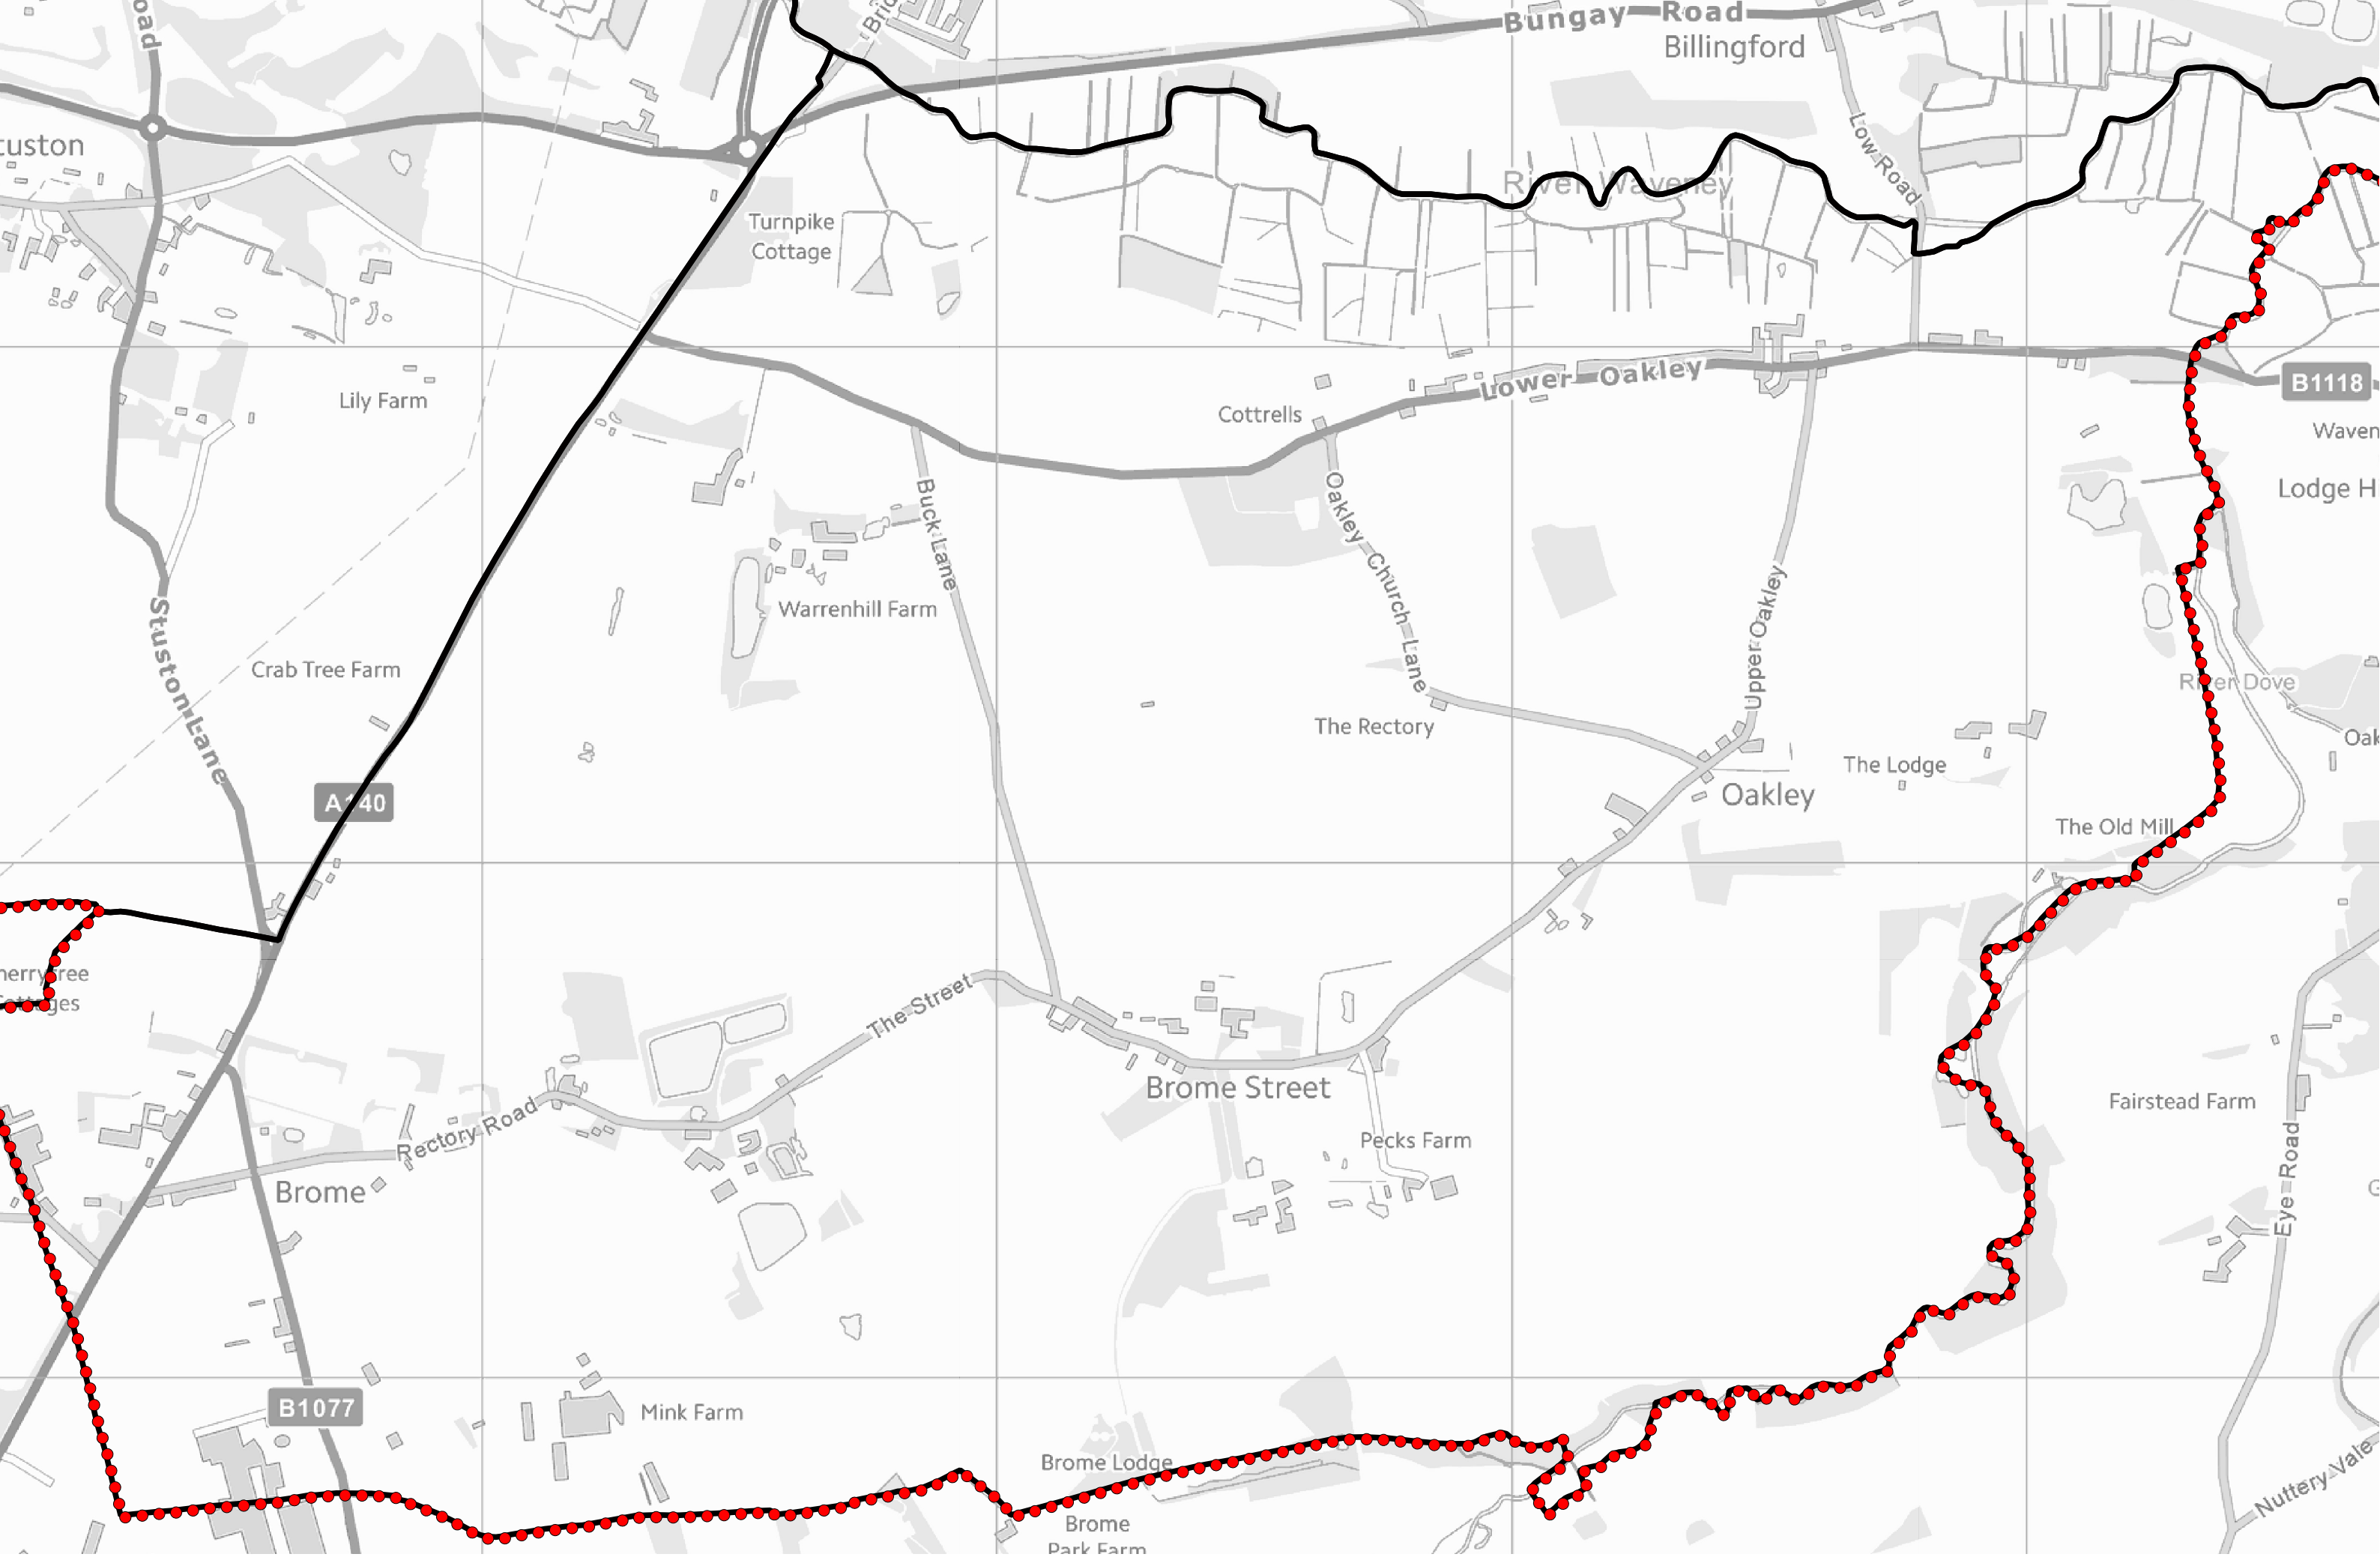 Bungay Road
Billingford
Low Road
River Waveney
Turnpike
Cottage
Lily Farm
Lower Oakley
B1118
Cottrells
Lodge H
Buck Lane
Oakley Church Lane
Upper Oakley
Stuston Lane
Warrenhill Farm
Crab Tree Farm
River Dove
The Rectory
The Lodge
Oakley
A140
The Old Mill
The Street
Brome Street
Fairstead Farm
Rectory Road
Pecks Farm
Brome
Eye Road
B1077
Mink Farm
Brome Lodge
Brome
Park Farm
Nuttery Vale